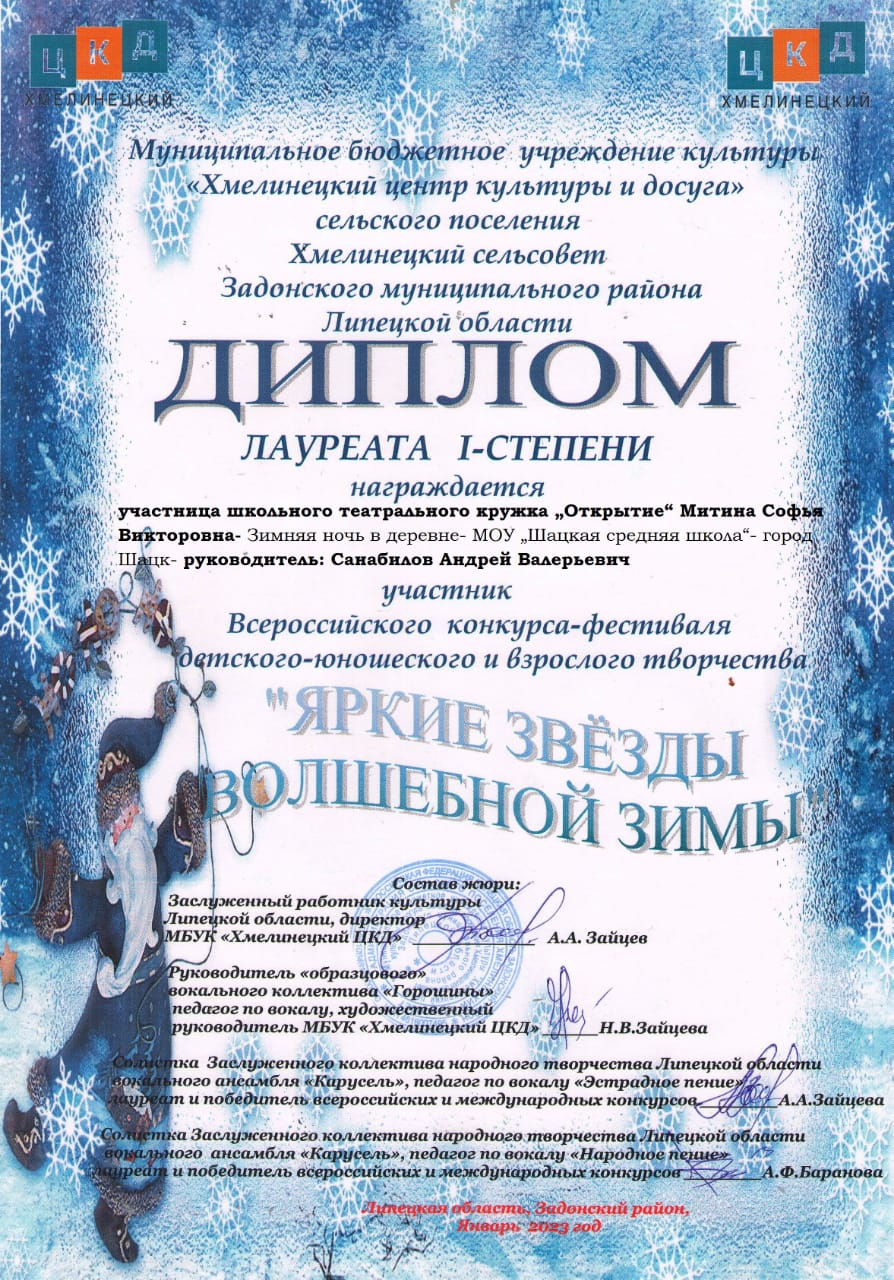 ЦКД
ХМЕЛИНЕЦКИЙ
ЦКД
ХМЕЛИНЕЦКИЙ
Муниципальное бюджетное учреждение культуры
«Хмелинецкий центр культуры и досуга»
сельского поселения
Хмелинецкий сельсовет
Задонского муниципального района
Липецкой области
ДИПЛОМ
ЛАУРЕАТА I-СТЕПЕНИ
награждается
участница школьного театрального кружка „Открытие“ Митина Софья
Викторовна- Зимняя ночь в деревне- МОУ „Шацкая средняя школа“- город
Шацк- руководитель: Санабилов Андрей Валерьевич
участник
Всероссийского конкурса-фестиваля
детского-юношеского и взрослого творчества
"ЯРКИЕ ЗВЁЗДЫ
ВОЛШЕБНОЙ ЗИМЫ"
Состав жюри:
Заслуженный работник культуры
Липецкой области, директор
МБУК «Хмелинецкий ЦКД» А.А. Зайцев
Руководитель «образцового»
вокального коллектива «Горошины»
педагог по вокалу, художественный
руководитель МБУК «Хмелинецкий ЦКД» Н.В.Зайцева
Солистка Заслуженного коллектива народного творчества Липецкой области
вокального ансамбля «Карусель», педагог по вокалу «Эстрадное пение»
лауреат и победитель всероссийских и международных конкурсов А.А.Зайцева
Солистка Заслуженного коллектива народного творчества Липецкой области
вокального ансамбля «Карусель», педагог по вокалу «Народное пение»
лауреат и победитель всероссийских и международных конкурсов А.Ф.Баранова
Липецкая область, Задонский район,
Январь 2023 год